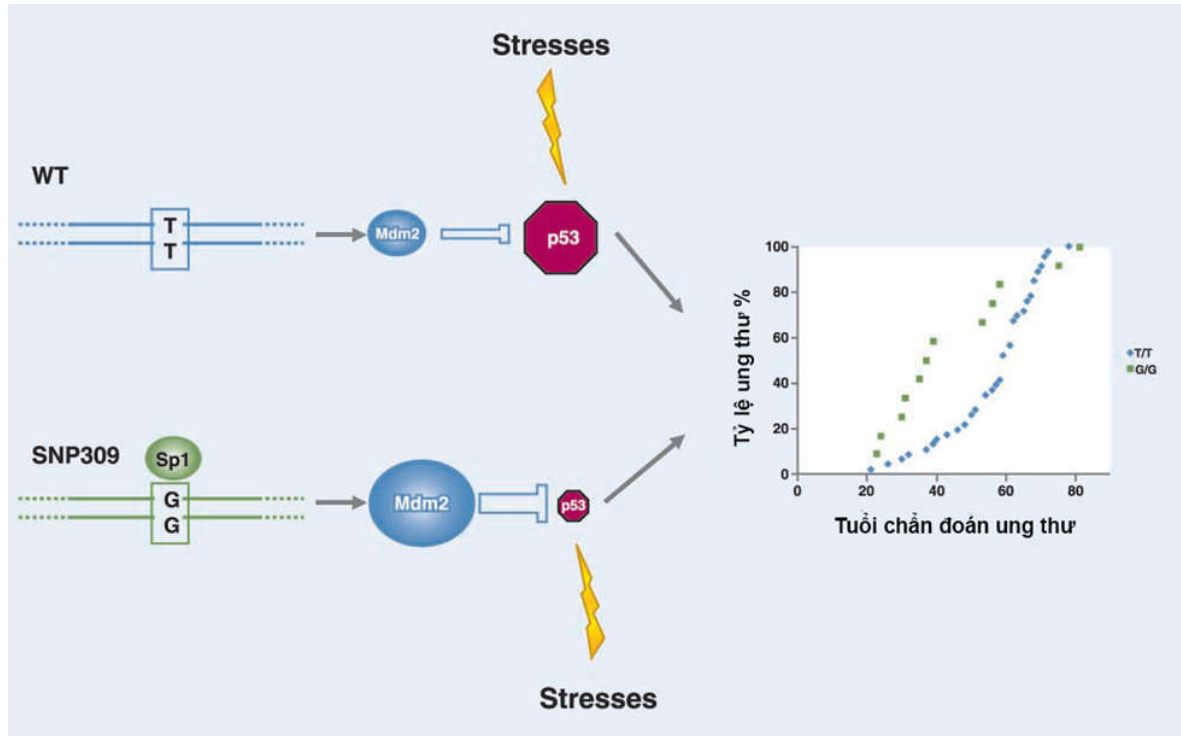 Stresses
WT
T
T
Mdm2
p53
SNP309
Sp1
G
G
Mdm2
p53
Stresses
Tỷ lệ ung thư %
100
80
60
40
20
0
0 20 40 60 80
Tuổi chẩn đoán ung thư
T/T
G/G